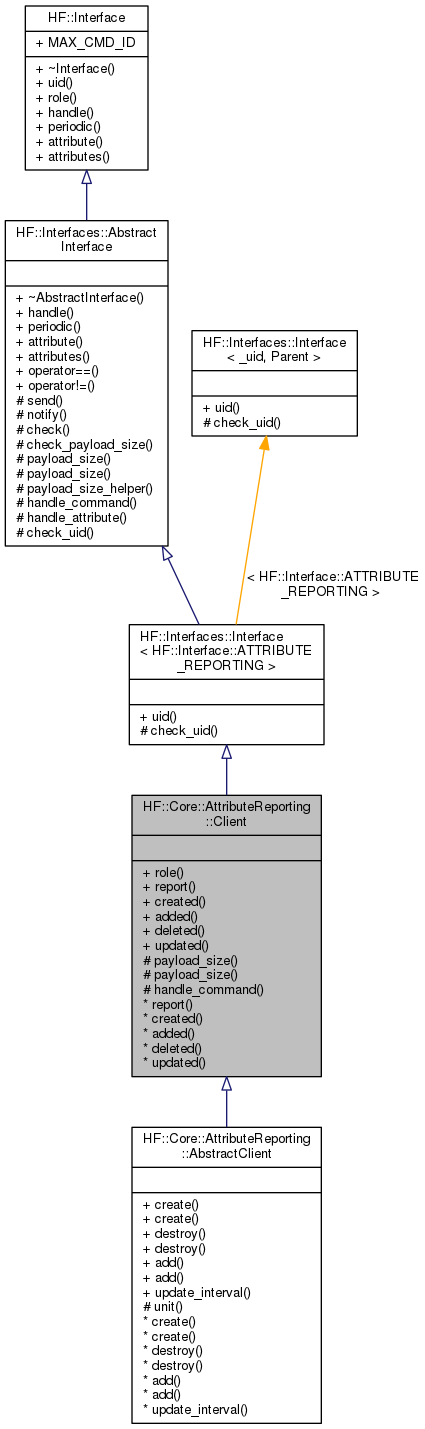 HF::Interface
+ MAX_CMD_ID
+ ~Interface()
+ uid()
+ role()
+ handle()
+ periodic()
+ attribute()
+ attributes()
HF::Interfaces::Abstract
Interface
+ ~AbstractInterface()
+ handle()
+ periodic()
+ attribute()
+ attributes()
+ operator==()
+ operator!=()
# send()
# notify()
# check()
# check_payload_size()
# payload_size()
# payload_size()
# payload_size_helper()
# handle_command()
# handle_attribute()
# check_uid()
HF::Interfaces::Interface
< _uid, Parent >
+ uid()
# check_uid()
< HF::Interface::ATTRIBUTE
_REPORTING >
HF::Interfaces::Interface
< HF::Interface::ATTRIBUTE
_REPORTING >
+ uid()
# check_uid()
HF::Core::AttributeReporting
::Client
+ role()
+ report()
+ created()
+ added()
+ deleted()
+ updated()
# payload_size()
# payload_size()
# handle_command()
* report()
* created()
* added()
* deleted()
* updated()
HF::Core::AttributeReporting
::AbstractClient
+ create()
+ create()
+ destroy()
+ destroy()
+ add()
+ add()
+ update_interval()
# unit()
* create()
* create()
* destroy()
* destroy()
* add()
* add()
* update_interval()